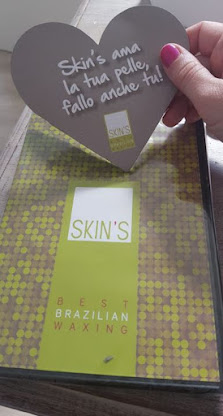 Skin's ama
la tua pelle,
fallo anche tu!
SKIN'S
SKIN'S
BEST
BRAZILIAN
WAXING